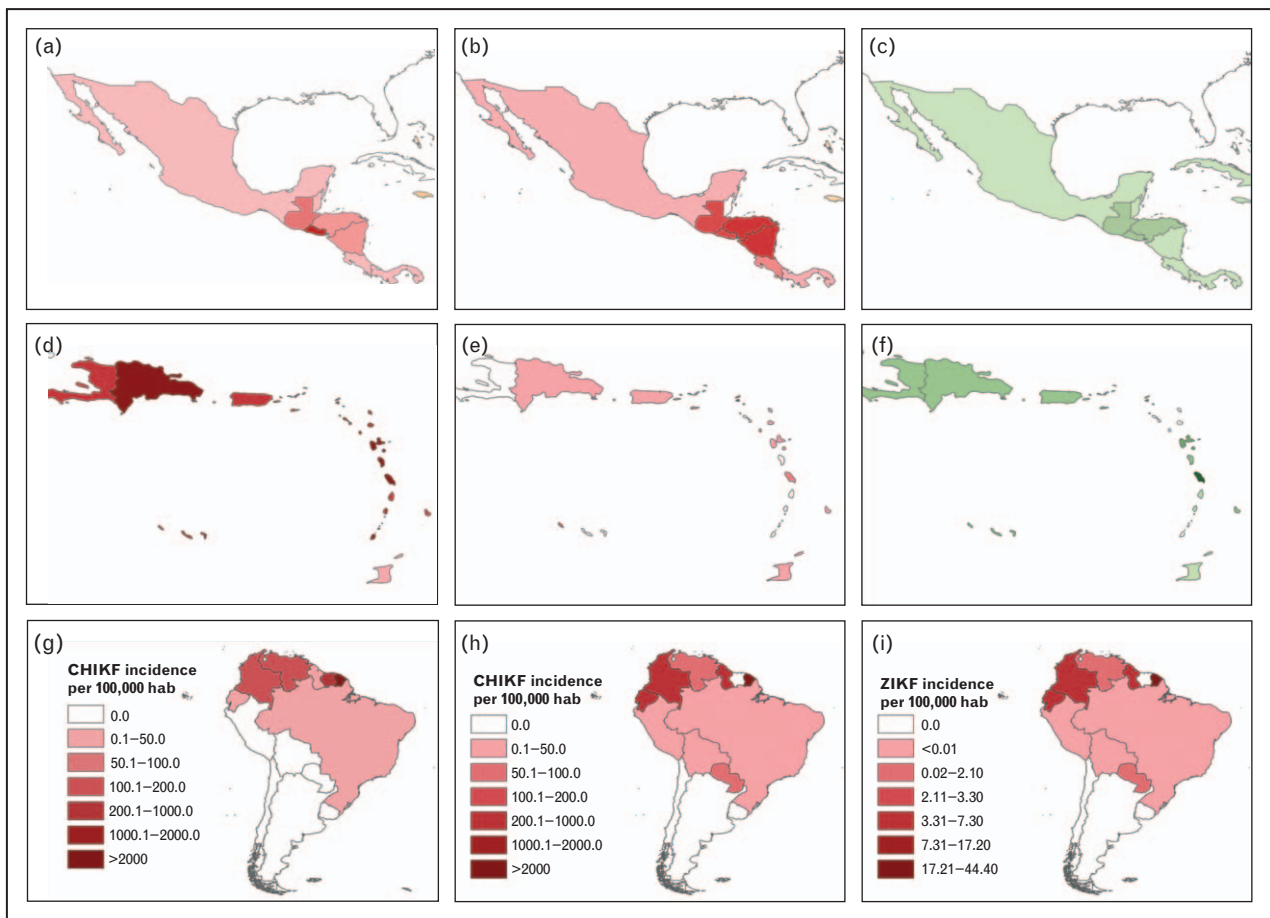 (a)
(b)
(c)
(d)
(e)
(f)
(g)
CHIKF incidence
per 100,000 hab
0.0
0.1–50.0
50.1–100.0
100.1–200.0
200.1–1000.0
1000.1–2000.0
>2000
(h)
CHIKF incidence
per 100,000 hab
0.0
0.1–50.0
50.1–100.0
100.1–200.0
200.1–1000.0
1000.1–2000.0
>2000
(i)
ZIKF incidence
per 100,000 hab
0.0
<0.01
0.02–2.10
2.11–3.30
3.31–7.30
7.31–17.20
17.21–44.40